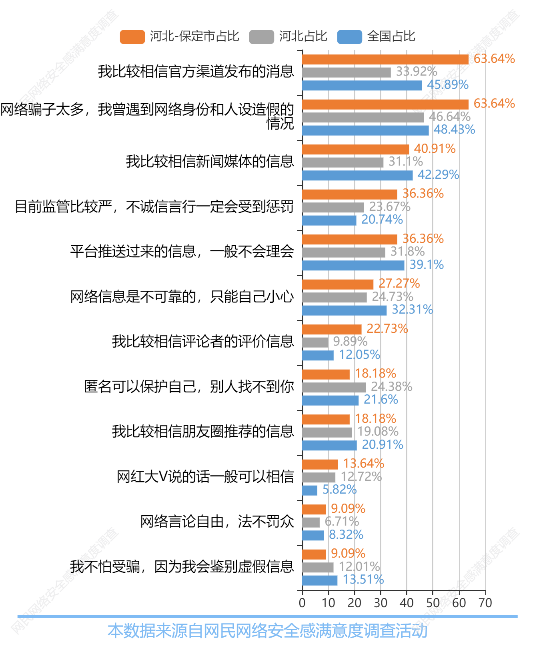 河北-保定市占比 河北占比 全国占比
我比较相信官方渠道发布的消息 63.64% 33.92% 45.89%
网络骗子太多，我曾遇到网络身份和人设造假的
情况 63.64% 46.64% 48.43%
我比较相信新闻媒体的信息 40.91% 31.1% 42.29%
目前监管比较严，不诚信言行一定会受到惩罚 36.36% 23.67% 20.74%
平台推送过来的信息，一般不会理会 36.36% 31.8% 39.1%
网络信息是不可靠的，只能自己小心 27.27% 24.73% 32.31%
我比较相信评论者的评价信息 22.73% 9.89% 12.05%
匿名可以保护自己，别人找不到你 18.18% 24.38% 21.6%
我比较相信朋友圈推荐的信息 18.18% 19.08% 20.91%
网红大V说的话一般可以相信 13.64% 12.72% 5.82%
网络言论自由，法不罚众 9.09% 6.71% 8.32%
我不怕受骗，因为我会鉴别虚假信息 9.09% 12.01% 13.51%
0 10 20 30 40 50 60 70
本数据来源自网民网络安全感满意度调查活动